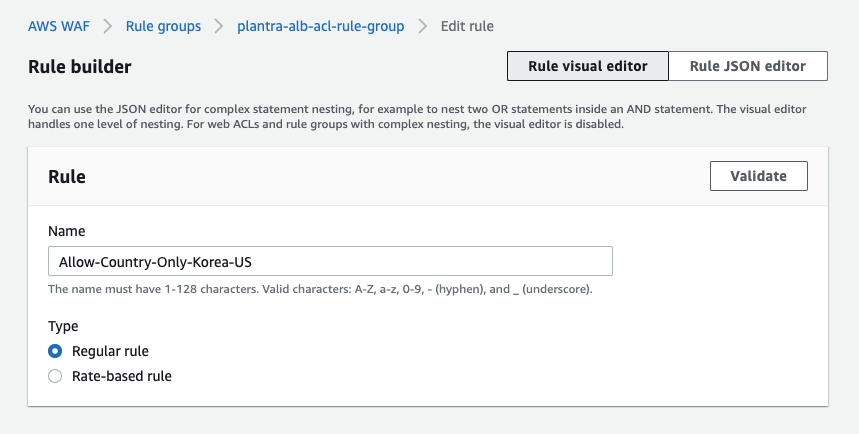 AWS WAF > Rule groups > plantra-alb-acl-rule-group > Edit rule
Rule builder
Rule visual editor
Rule JSON editor
You can use the JSON editor for complex statement nesting, for example to nest two OR statements inside an AND statement. The visual editor
handles one level of nesting. For web ACLs and rule groups with complex nesting, the visual editor is disabled.
Rule
Validate
Name
Allow-Country-Only-Korea-US
The name must have 1-128 characters. Valid characters: A-Z, a-z, 0-9, - (hyphen), and _ (underscore).
Type
Regular rule
Rate-based rule